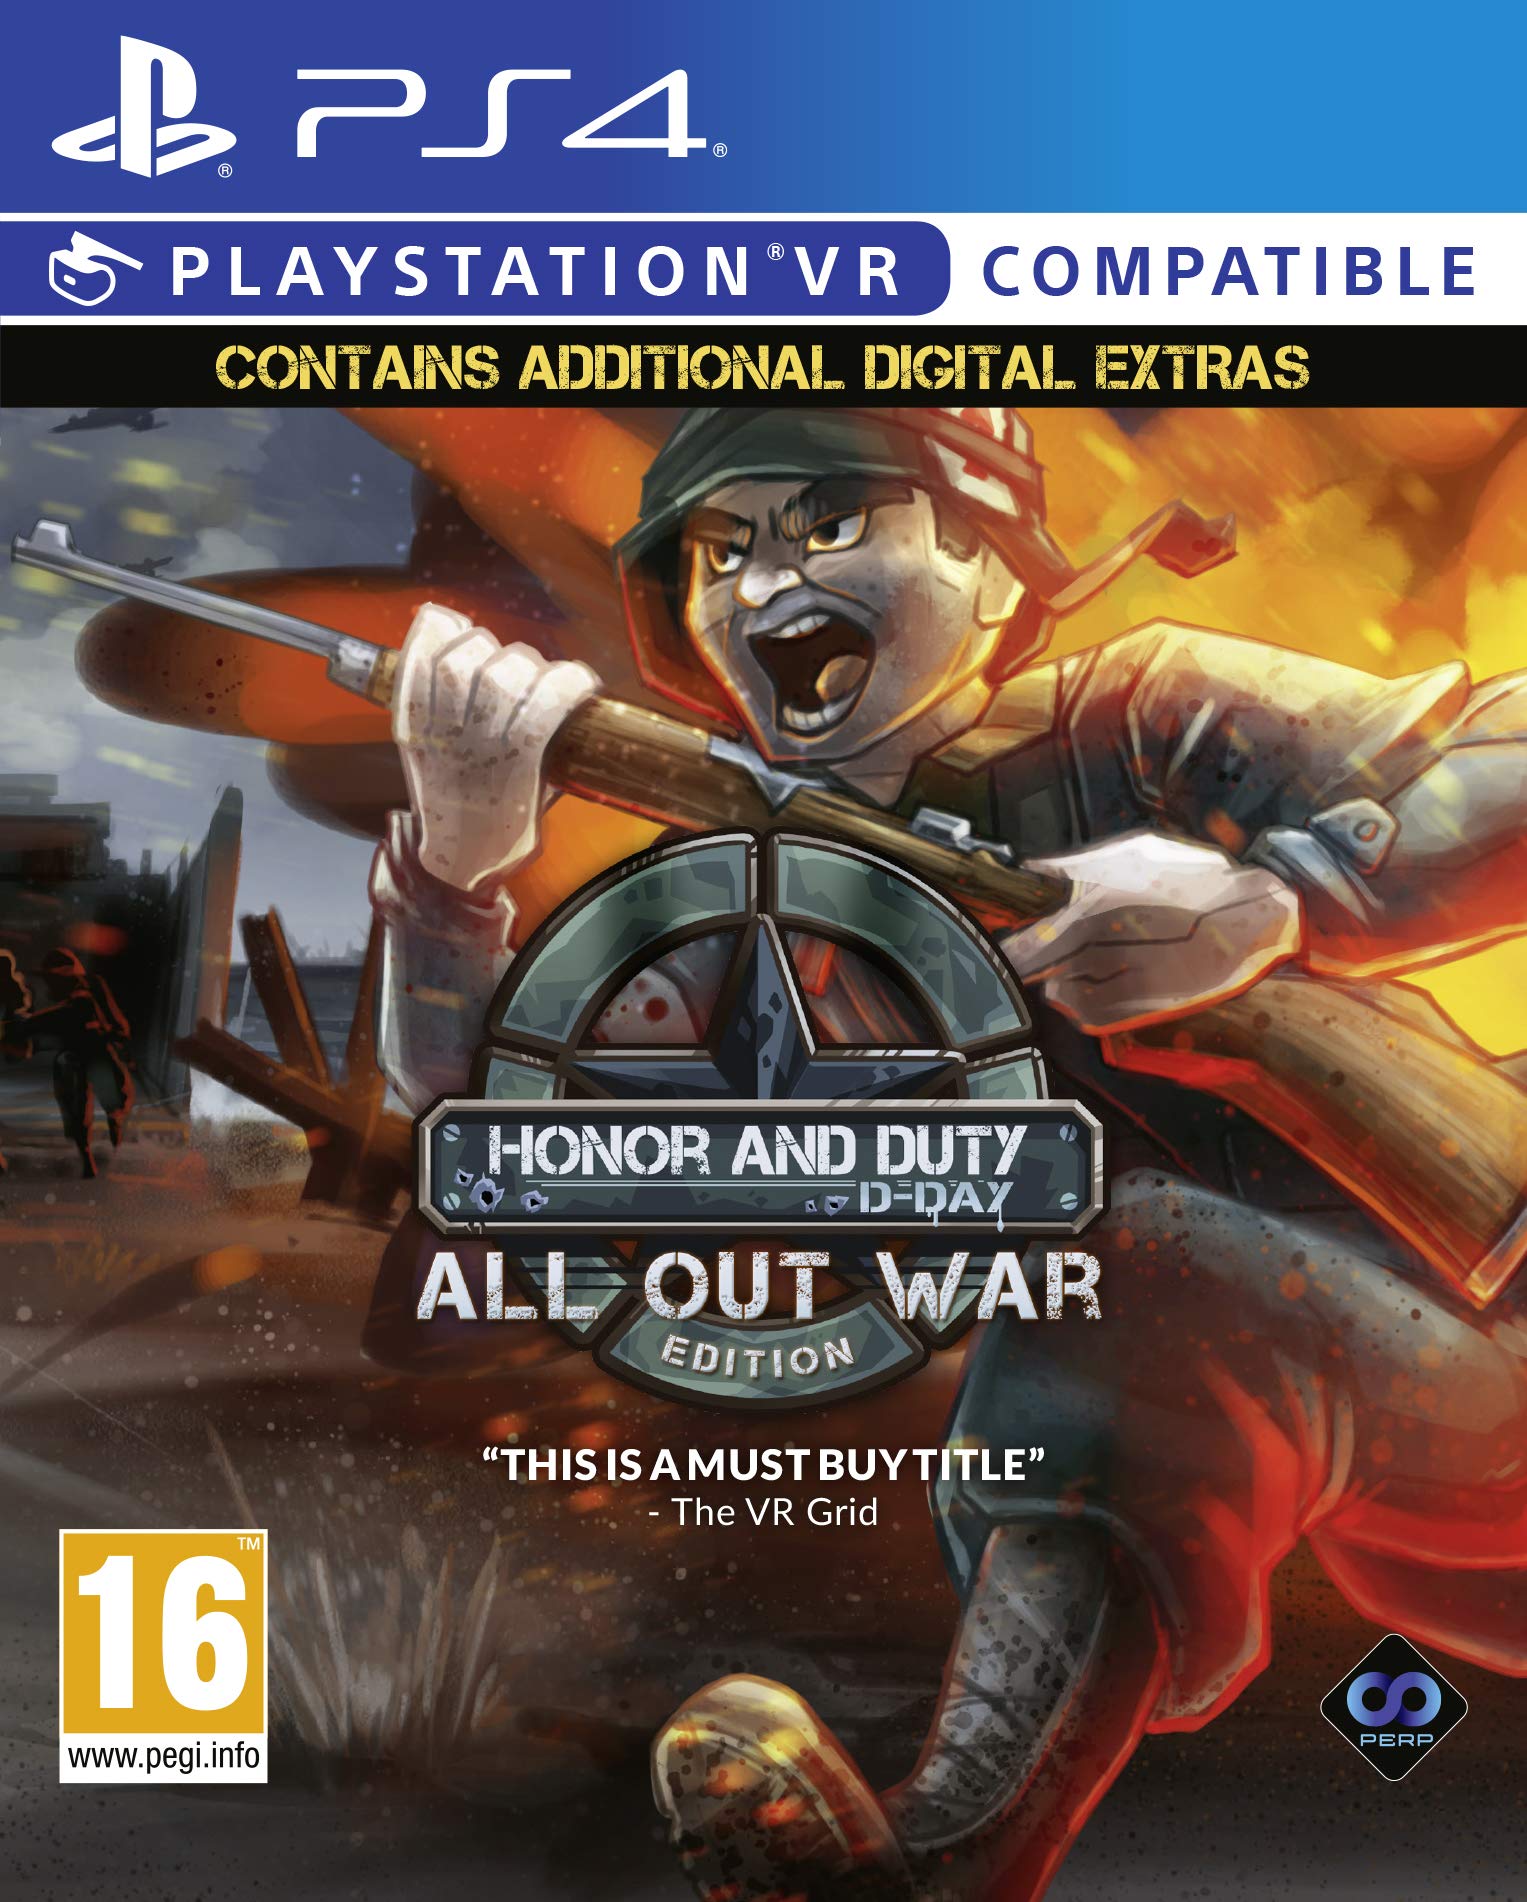 PS4®
PLAYSTATION®VR COMPATIBLE
CONTAINS ADDITIONAL DIGITAL EXTRAS
HONOR AND DUTY
D-DAY
ALL OUT WAR
EDITION
“THIS IS A MUST BUY TITLE”
- The VR Grid
16™
www.pegi.info
PERP